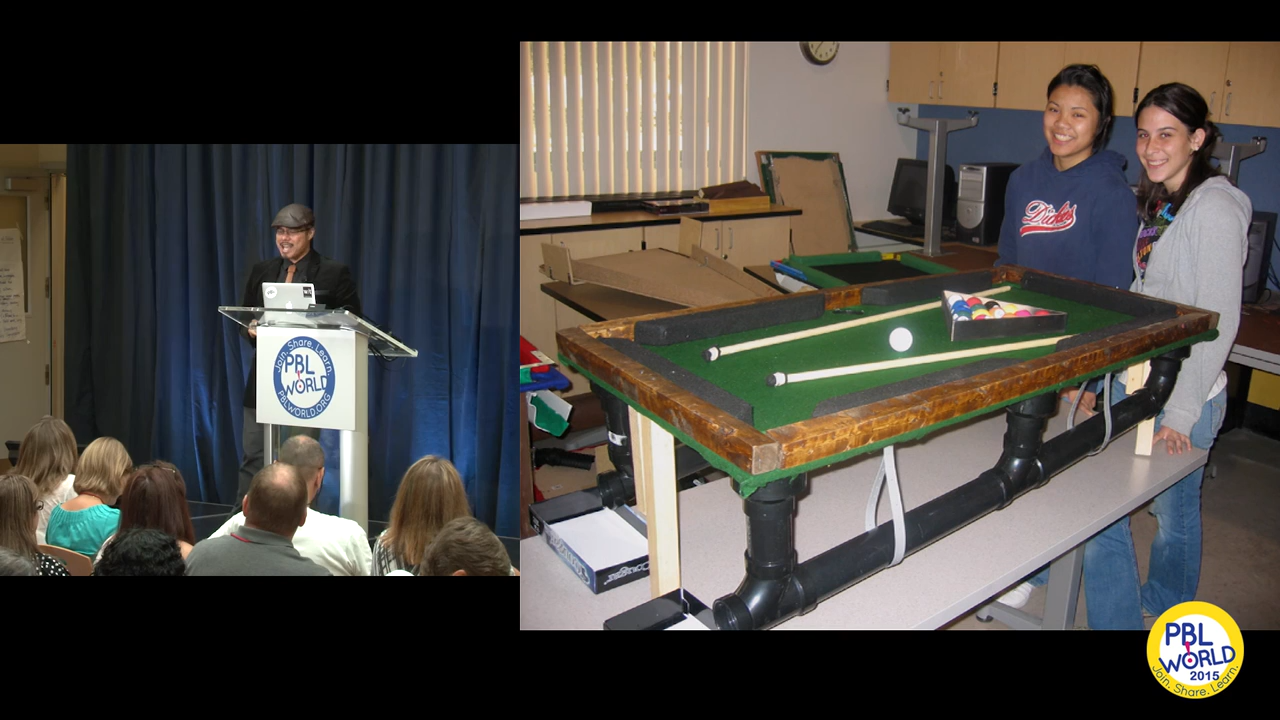 Join. Share. Learn.
PBL
WORLD
PBLWORLD.ORG
Dickies
PBL
WORLD
2015
Join. Share. Learn.